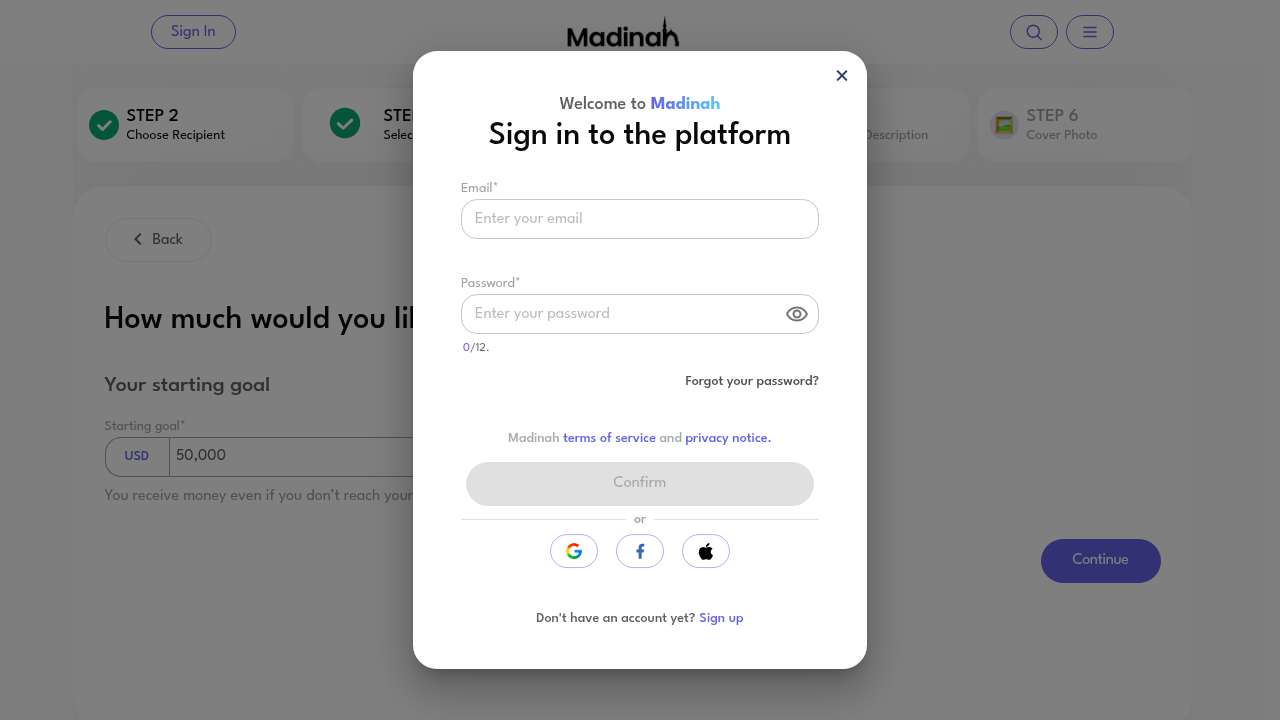 Sign In
Madinah
STEP 2
Choose Recipient
STEP 6
Description
Cover Photo
Back
How much would you
Your starting goal
Starting goal*
USD
50,000
You receive money even if you don't reach your
Continue
Welcome to Madinah
Sign in to the platform
Email*
Enter your email
Password*
Enter your password
0/12.
Forgot your password?
Madinah terms of service and privacy notice.
Confirm
or
Don't have an account yet? Sign up